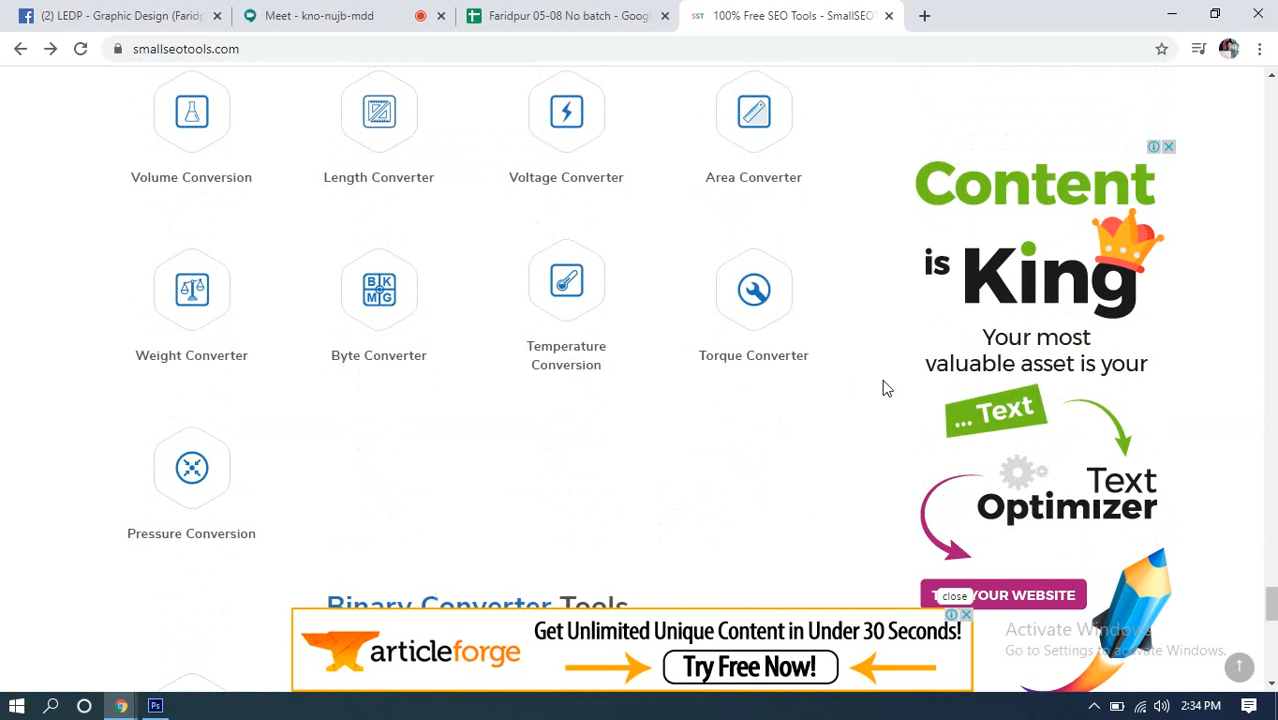 (2) LEDP - Graphic Design (Farid
Meet - kno-nujb-mdd
Faridpur 05-08 No batch - Goog
SST 100% Free SEO Tools - SmallSEO
smallseotools.com
Volume Conversion
Length Converter
Voltage Converter
Area Converter
B K
M G
Weight Converter
Byte Converter
Temperature
Conversion
Torque Converter
Pressure Conversion
Binary Converter Tools
Content
is King
Your most
valuable asset is your
... Text
Text
Optimizer
YOUR WEBSITE
close
articleforge
Get Unlimited Unique Content in Under 30 Seconds!
Try Free Now!
Activate Windows
Go to Settings to activate Windows.
Ps
2:34 PM